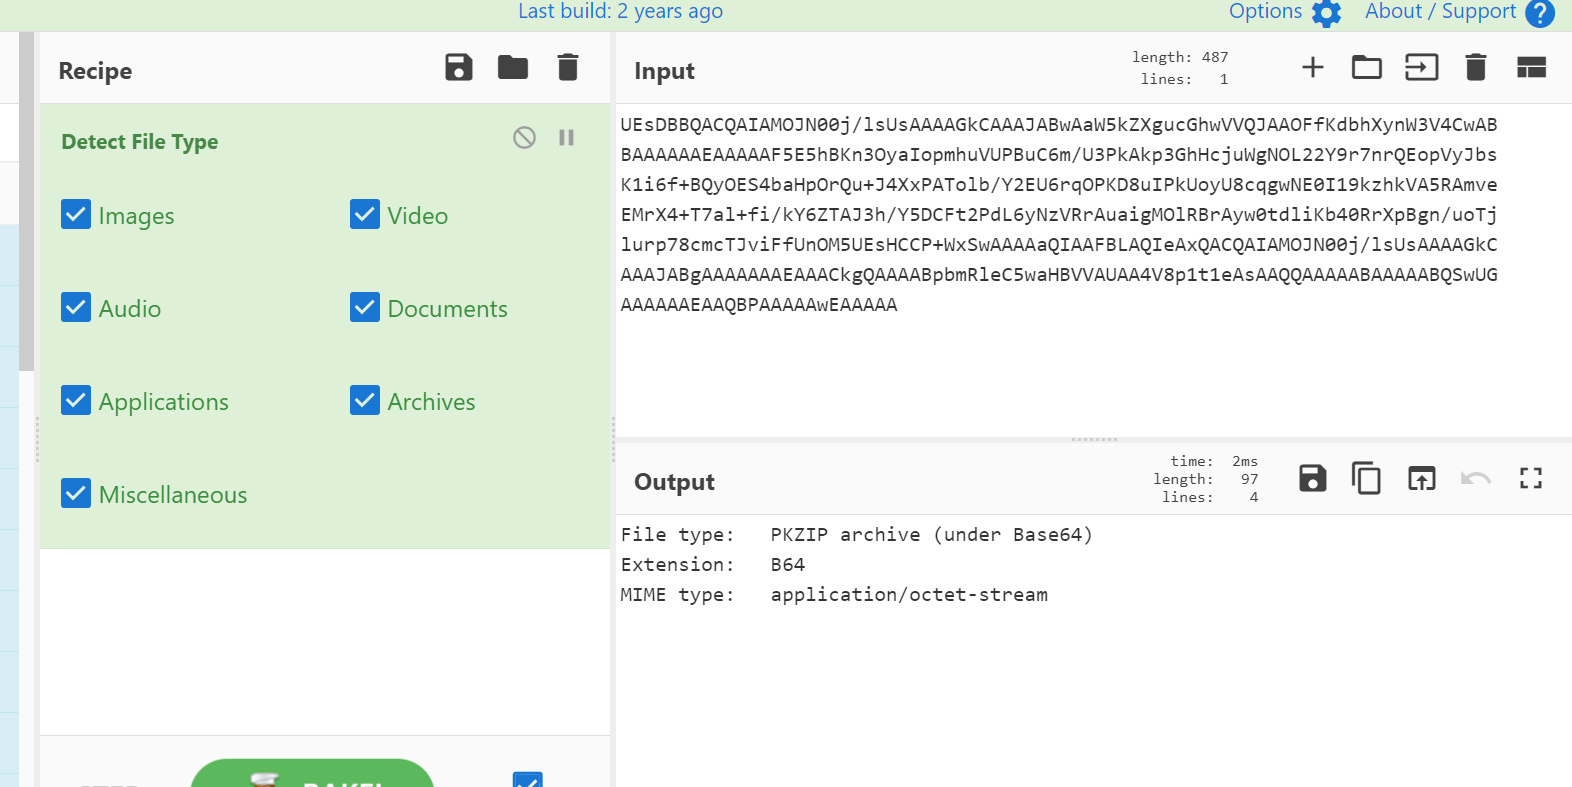 Last build: 2 years ago
Options
About / Support
Recipe
Detect File Type
Images
Video
Audio
Documents
Applications
Archives
Miscellaneous
BAKE!
Input
length: 487
lines: 1
UEsDBBQACQAIAMOJN00j/lsUsAAAAGkCAAAJABwAaW5kZXgucGhwVVQJAAOFfKdbhXynW3V4CwAB
BAAAAAAEAAAAAF5E5hBKn3OyaIopmhuVUPBuC6m/U3PkAkp3GhHcjuWgNOL22Y9r7nrQEopVyJbs
K1i6f+BQyOES4baHpOrQu+J4XxPATolb/Y2EU6rqOPKD8uIPkUoyU8cqgwNE0I19kzhkVA5RAmve
EMrX4+T7al+fi/kY6ZTAJ3h/Y5DCFt2PdL6yNzVRrAuaigMOlRBrAyw0tdliKb40RrXpBgn/uoTj
lurp78cmcTJviFfUnOM5UEsHCCP+WxSwAAAAaQIAAFBLAQIeAxQACQAIAMOJN00j/lsUsAAAAGkC
AAAJABgAAAAAAAEAAACkgQAAAABpbmRleC5waHBVVAUAA4V8p1t1eAsAAQQAAAAABAAAAABQSwUG
AAAAAAEAAQBPAAAAAwEAAAAA
Output
time: 2ms
length: 97
lines: 4
File type: PKZIP archive (under Base64)
Extension: B64
MIME type: application/octet-stream